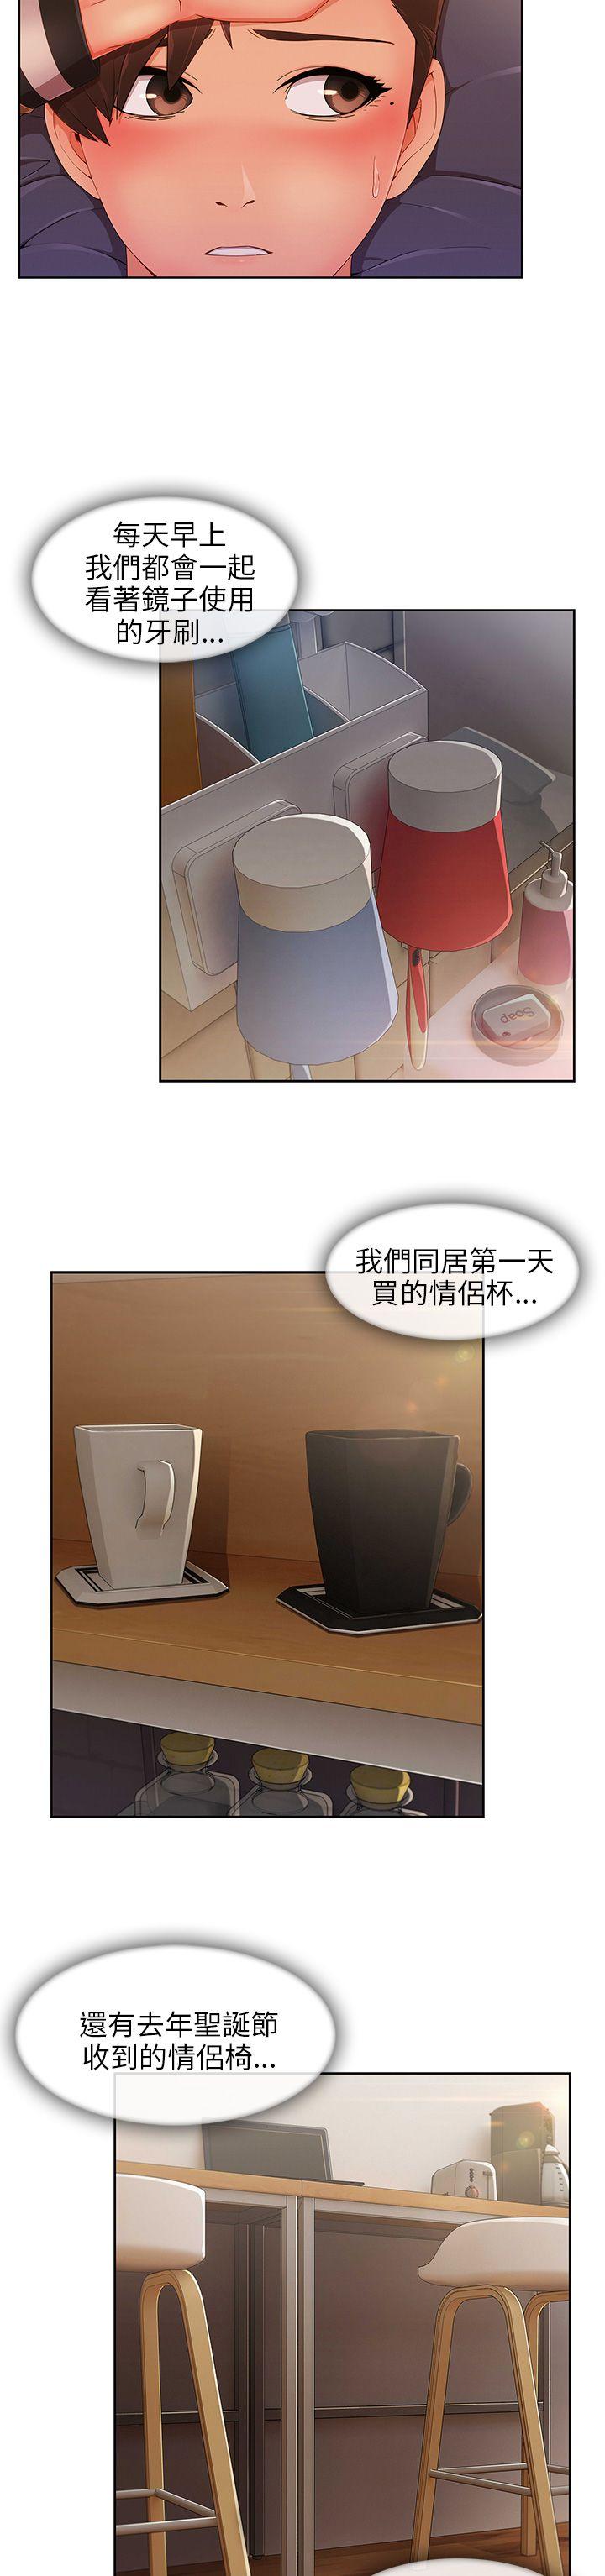 每天早上
我們都會一起
看著鏡子使用
的牙刷...
Soap
我們同居第一天
買的情侶杯...
還有去年聖誕節
收到的情侶椅...